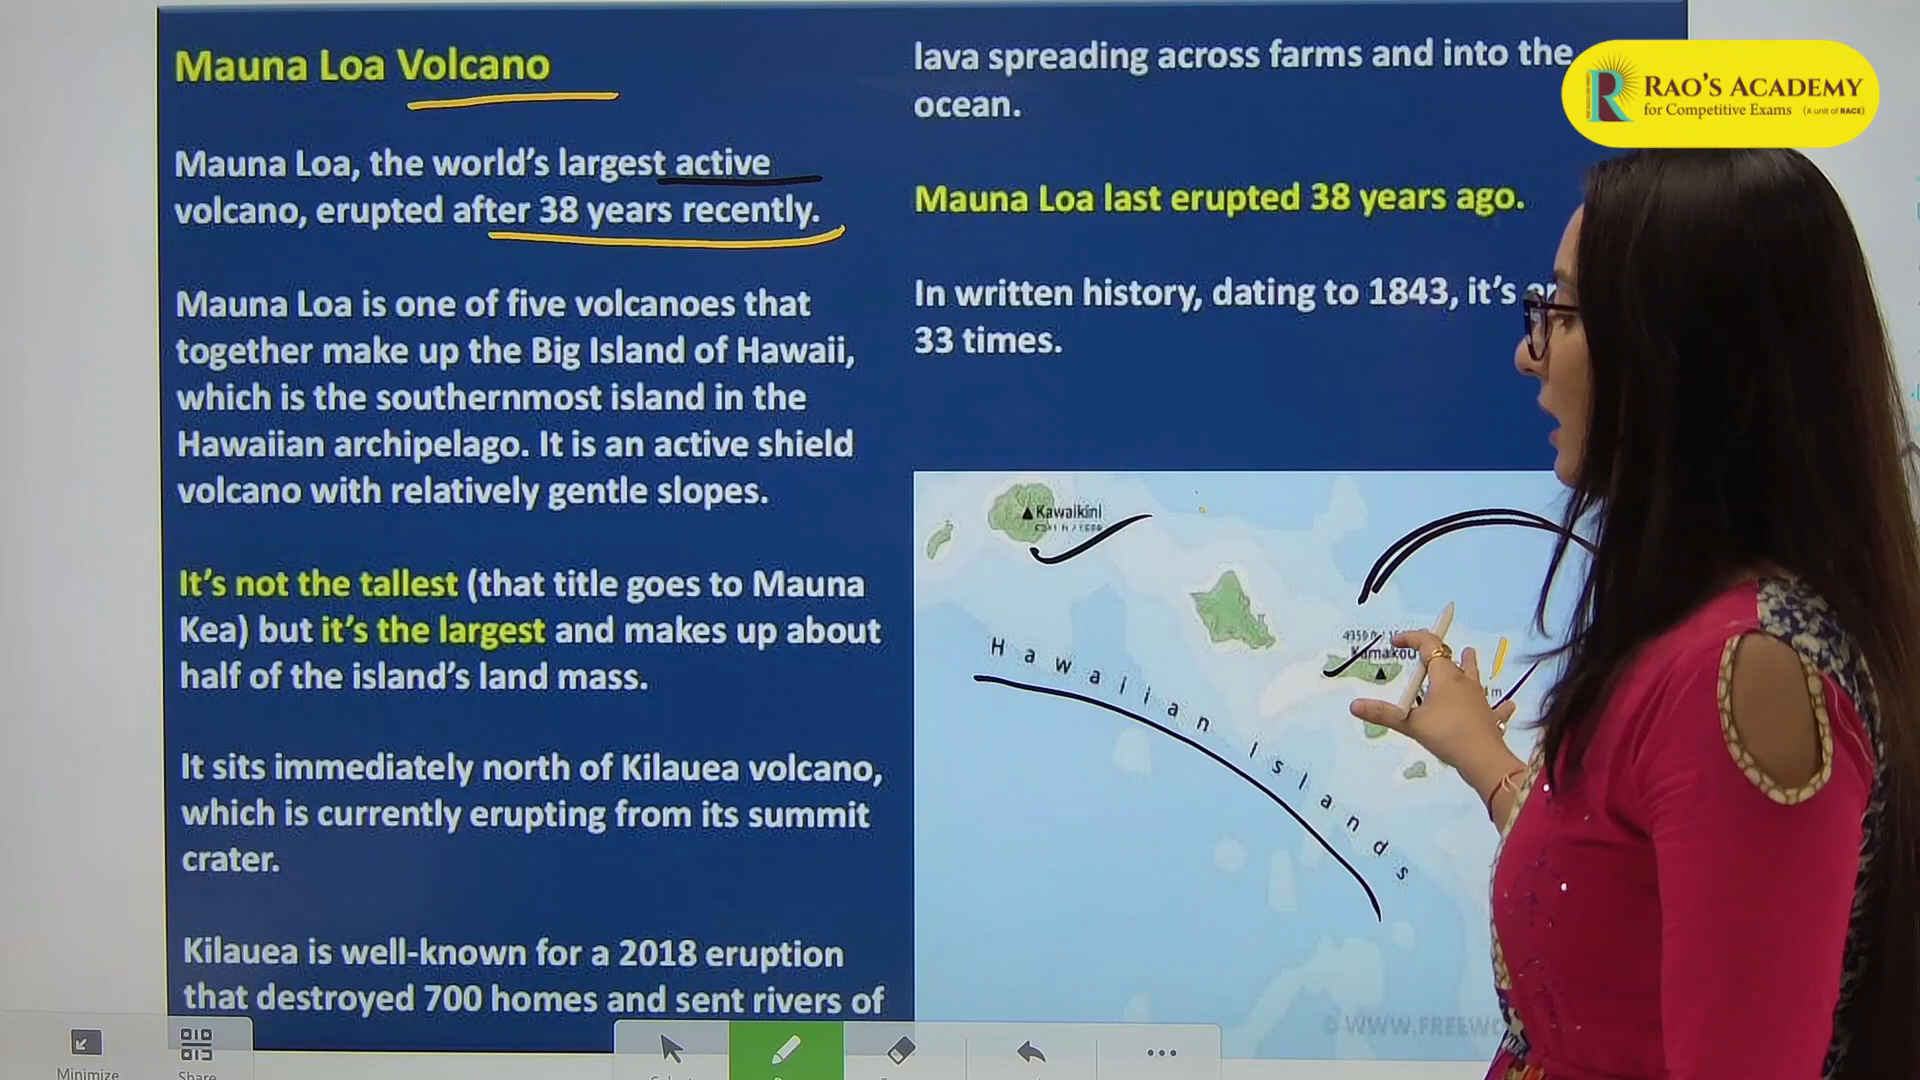 Mauna Loa Volcano
Mauna Loa, the world's largest active
volcano, erupted after 38 years recently.
Mauna Loa is one of five volcanoes that
together make up the Big Island of Hawaii,
which is the southernmost island in the
Hawaiian archipelago. It is an active shield
volcano with relatively gentle slopes.
It's not the tallest (that title goes to Mauna
Kea) but it's the largest and makes up about
half of the island's land mass.
It sits immediately north of Kilauea volcano,
which is currently erupting from its summit
crater.
Kilauea is well-known for a 2018 eruption
that destroyed 700 homes and sent rivers of
lava spreading across farms and into the
ocean.
Mauna Loa last erupted 38 years ago.
In written history, dating to 1843, it's
33 times.
Kawaikini
Kamakou
Hawaiian Islands
© WWW.FREEWO
RAO'S ACADEMY
for Competitive Exams (A unit of RACE)
Minimize
Share